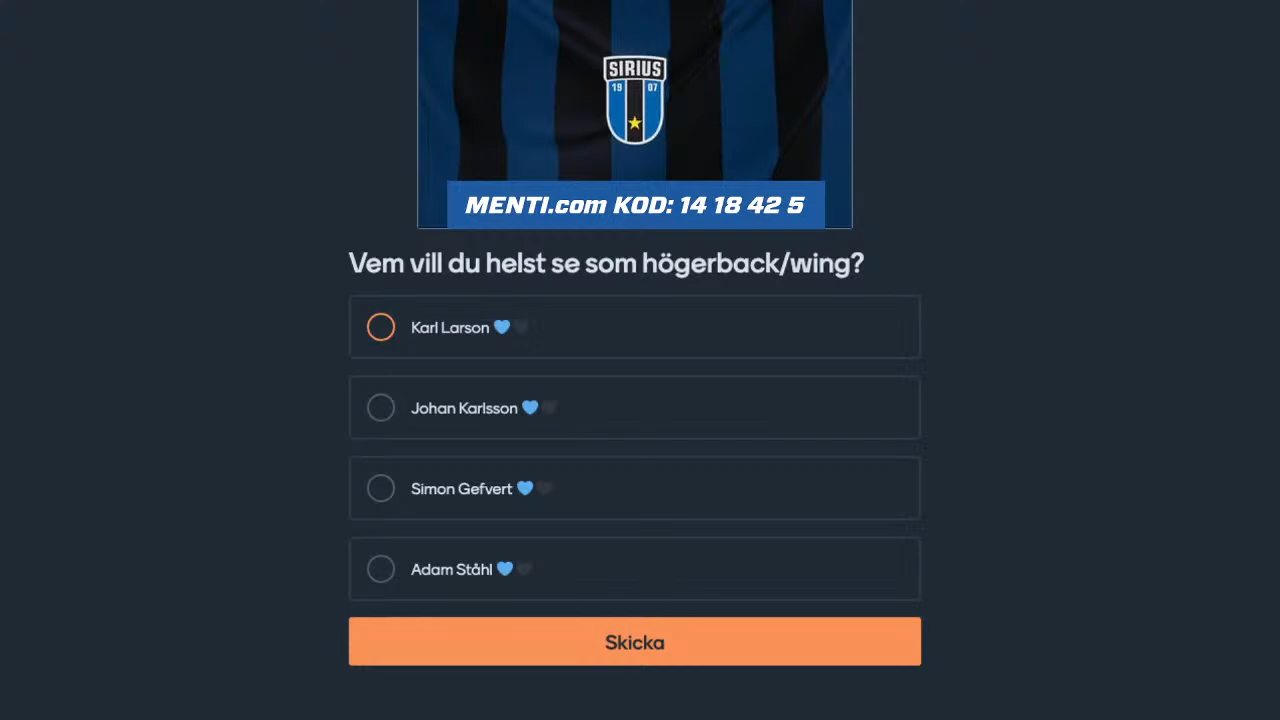 SIRIUS
19 07
MENTI.com KOD: 14 18 42 5
Vem vill du helst se som högerback/wing?
Karl Larson 💙🖤
Johan Karlsson 💙🖤
Simon Gefvert 💙🖤
Adam Ståhl 💙🖤
Skicka